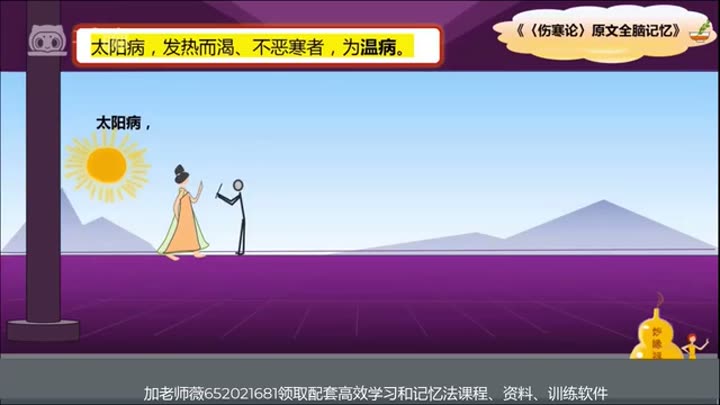 《〈伤寒论〉原文全脑记忆》
太阳病，发热而渴、不恶寒者，为温病。
太阳病，
加老师薇652021681领取配套高效学习和记忆法课程、资料、训练软件